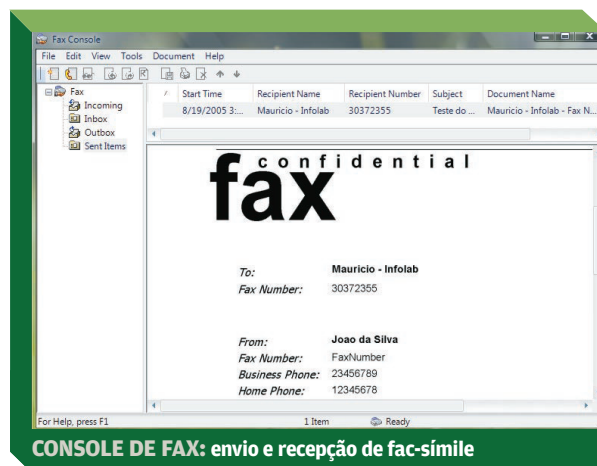 Fax Console
File Edit View Tools Document Help
Fax
Incoming
Inbox
Outbox
Sent Items
/ Start Time Recipient Name Recipient Number Subject Document Name
8/19/2005 3:... Mauricio - Infolab 30372355 Teste do ... Mauricio - Infolab - Fax N...
confidential
fax
To: Mauricio - Infolab
Fax Number: 30372355
From: Joao da Silva
Fax Number: FaxNumber
Business Phone: 23456789
Home Phone: 12345678
For Help, press F1 1 Item Ready
CONSOLE DE FAX: envio e recepção de fac-símile